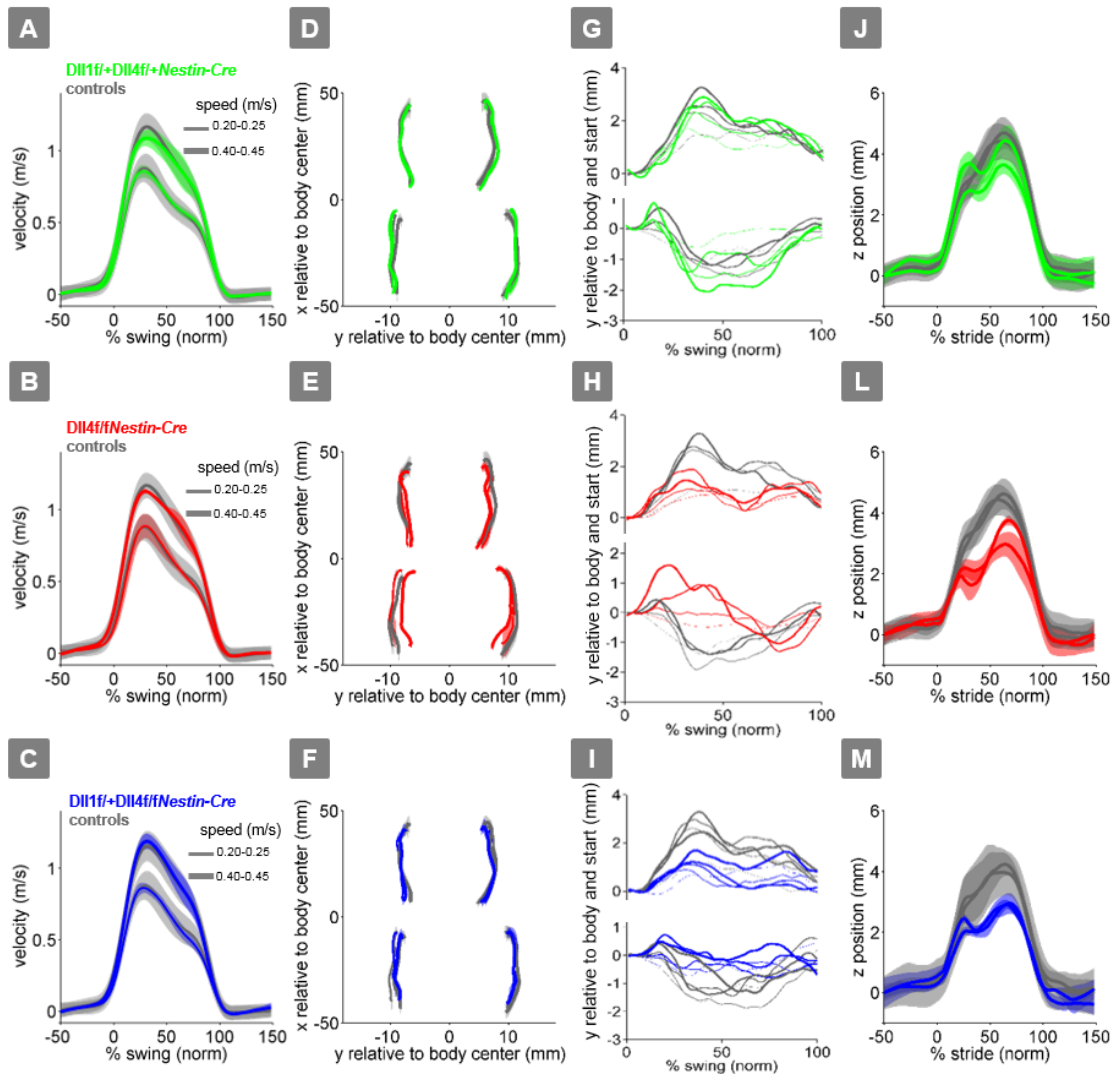 A
Dll1f/+Dll4f/+Nestin-Cre
controls
speed (m/s)
0.20-0.25
0.40-0.45
1
0.5
0
velocity (m/s)
-50 0 50 100 150
% swing (norm)
D
50
0
-50
x relative to body center (mm)
-10 0 10
y relative to body center (mm)
G
4
2
0
1
0
-1
-2
-3
y relative to body and start (mm)
0 50 100
% swing (norm)
J
6
4
2
0
z position (mm)
-50 0 50 100 150
% stride (norm)
B
Dll4f/fNestin-Cre
controls
speed (m/s)
0.20-0.25
0.40-0.45
1
0.5
0
velocity (m/s)
-50 0 50 100 150
% swing (norm)
E
50
0
-50
x relative to body center (mm)
-10 0 10
y relative to body center (mm)
H
4
2
0
2
1
0
-1
-2
-3
y relative to body and start (mm)
0 50 100
% swing (norm)
L
6
4
2
0
z position (mm)
-50 0 50 100 150
% stride (norm)
C
Dll1f/+Dll4f/fNestin-Cre
controls
speed (m/s)
0.20-0.25
0.40-0.45
1
0.5
0
velocity (m/s)
-50 0 50 100 150
% swing (norm)
F
50
0
-50
x relative to body center (mm)
-10 0 10
y relative to body center (mm)
I
4
2
0
1
0
-1
-2
-3
y relative to body and start (mm)
0 50 100
% swing (norm)
M
6
4
2
0
z position (mm)
-50 0 50 100 150
% stride (norm)